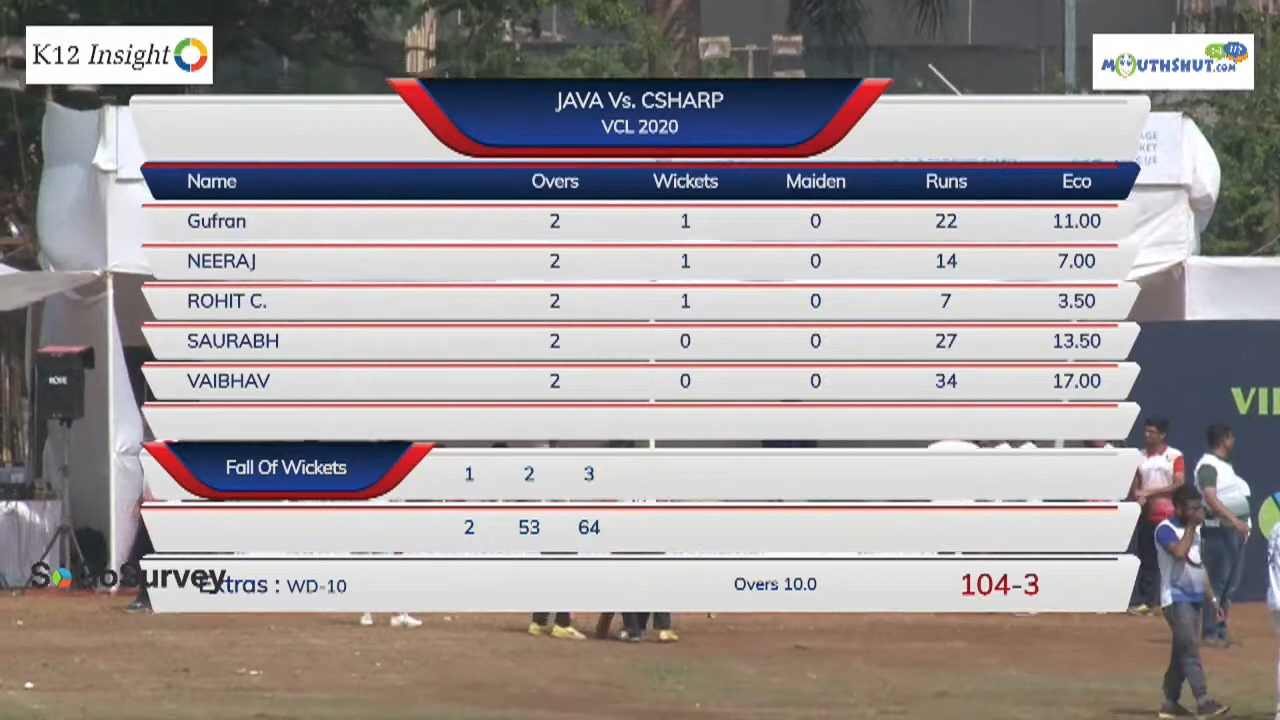 K12 Insight
MOUTHSHUT.COM
JAVA Vs. CSHARP
VCL 2020
Name Overs Wickets Maiden Runs Eco
Gufran 2 1 0 22 11.00
NEERAJ 2 1 0 14 7.00
ROHIT C. 2 1 0 7 3.50
SAURABH 2 0 0 27 13.50
VAIBHAV 2 0 0 34 17.00
Fall Of Wickets 1 2 3
2 53 64
SoGoSurvey
Extras : WD-10 Overs 10.0 104-3